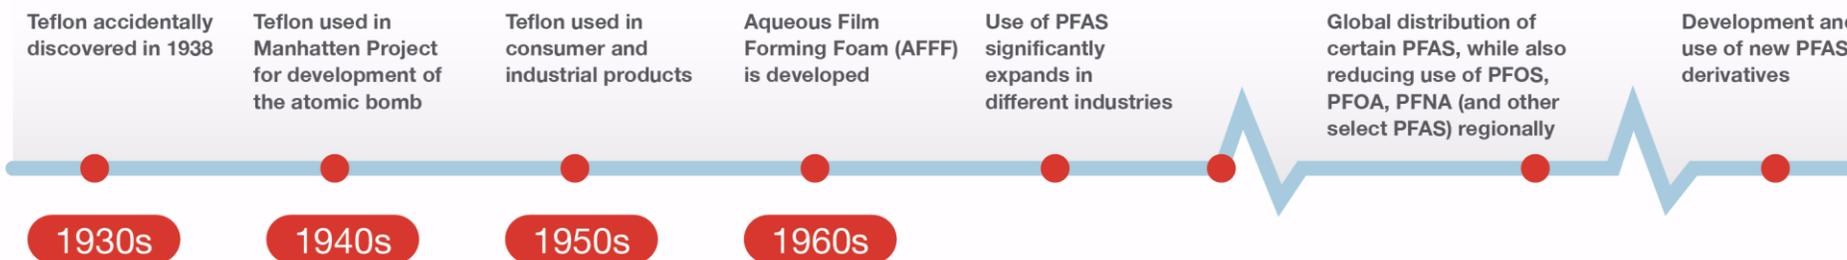 Teflon accidentally
discovered in 1938
Teflon used in
Manhatten Project
for development of
the atomic bomb
Teflon used in
consumer and
industrial products
Aqueous Film
Forming Foam (AFFF)
is developed
Use of PFAS
significantly
expands in
different industries
Global distribution of
certain PFAS, while also
reducing use of PFOS,
PFOA, PFNA (and other
select PFAS) regionally
Development and
use of new PFAS
derivatives
1930s
1940s
1950s
1960s